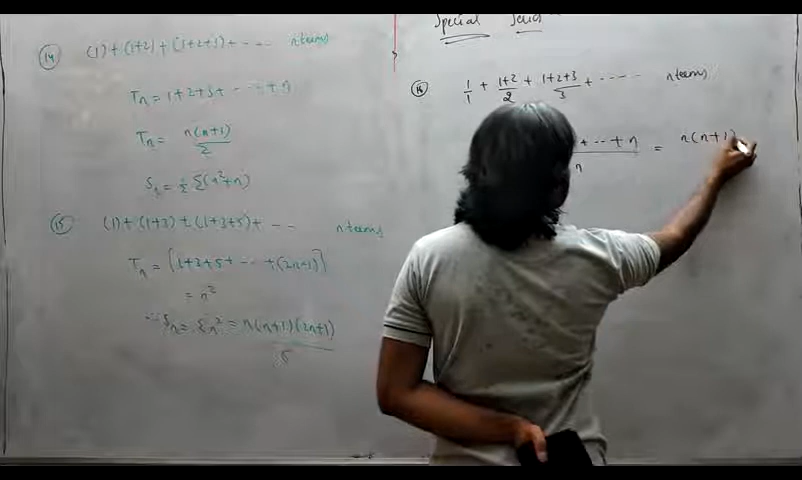 (14) (1)+(1+2)+(1+2+3)+ - - - n terms
Tn = 1+2+3+ - - - + n
Tn = n(n+1)/2
Sn = 1/2 Σ(n²+n)
(15) (1)+(1+3)+(1+3+5)+ - - n terms
Tn = [1+3+5+ - - +(2n-1)]
= n²
∴ Sn = Σn² = n(n+1)(2n+1)/6
Special Series
(16) 1/1 + 1+2/2 + 1+2+3/3 + - - - - n terms
+ - - + n / n = n(n+1)